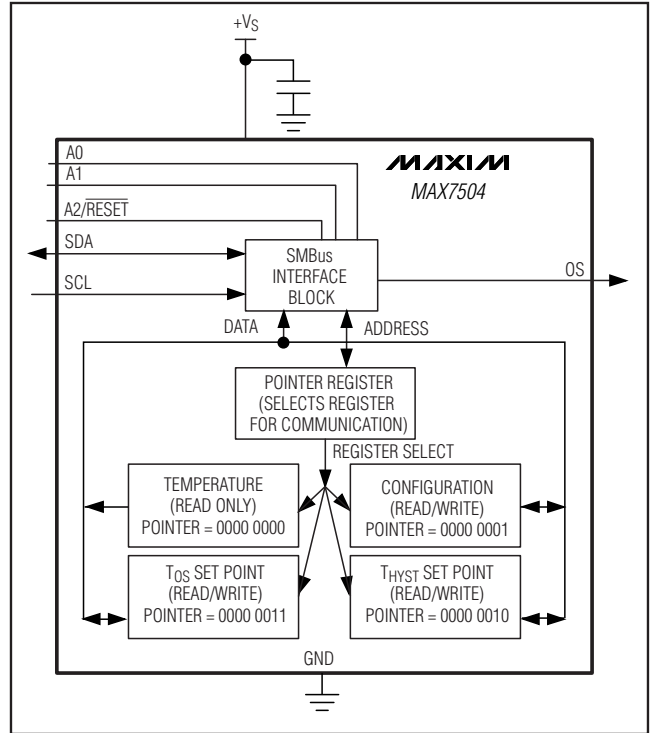 +VS
A0
MAXIM
A1
MAX7504
A2/RESET
SDA
SMBus
INTERFACE
BLOCK
OS
SCL
DATA
ADDRESS
POINTER REGISTER
(SELECTS REGISTER
FOR COMMUNICATION)
REGISTER SELECT
TEMPERATURE
(READ ONLY)
POINTER = 0000 0000
CONFIGURATION
(READ/WRITE)
POINTER = 0000 0001
TOS SET POINT
(READ/WRITE)
POINTER = 0000 0011
THYST SET POINT
(READ/WRITE)
POINTER = 0000 0010
GND